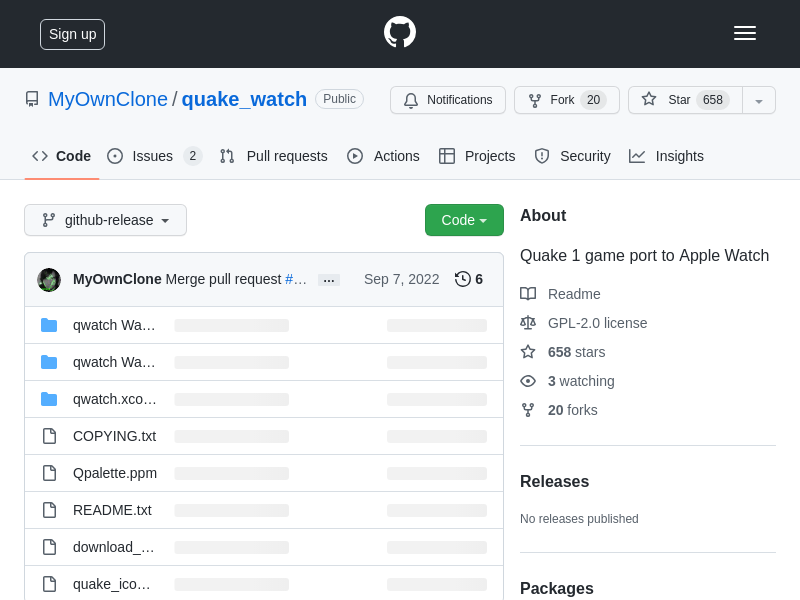 Sign up
MyOwnClone / quake_watch Public
Notifications
Fork 20
Star 658
Code
Issues 2
Pull requests
Actions
Projects
Security
Insights
github-release
Code
MyOwnClone Merge pull request #… … Sep 7, 2022 6
qwatch Wa…
qwatch Wa…
qwatch.xco…
COPYING.txt
Qpalette.ppm
README.txt
download_…
quake_ico…
About
Quake 1 game port to Apple Watch
Readme
GPL-2.0 license
658 stars
3 watching
20 forks
Releases
No releases published
Packages